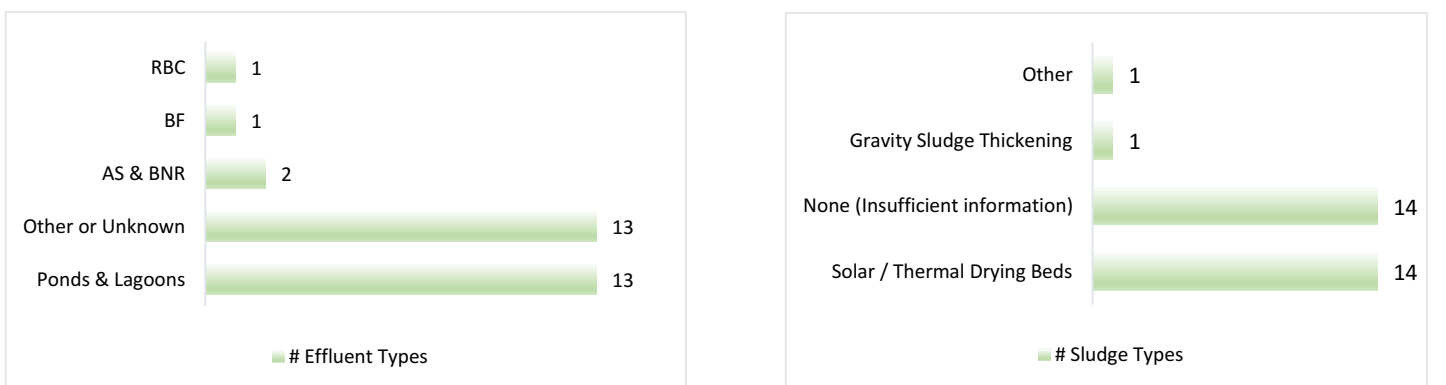 RBC 1
BF 1
AS & BNR 2
Other or Unknown 13
Ponds & Lagoons 13
# Effluent Types
Other 1
Gravity Sludge Thickening 1
None (Insufficient information) 14
Solar / Thermal Drying Beds 14
# Sludge Types